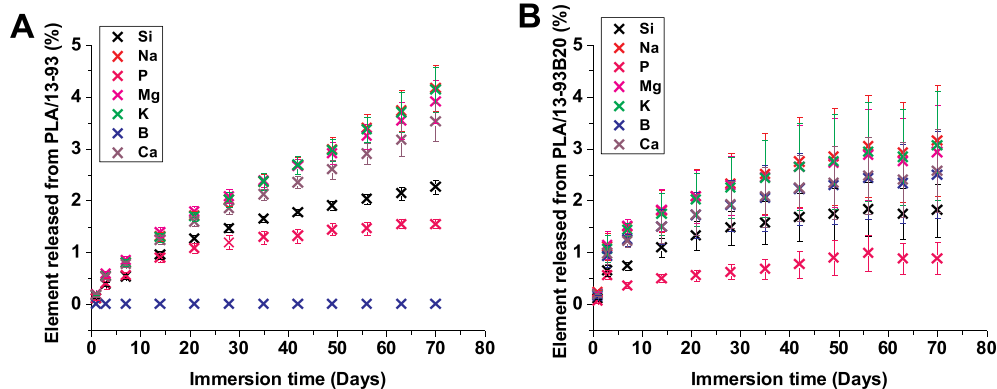 A
Element released from PLA/13-93 (%)
5
4
3
2
1
0
Si
Na
P
Mg
K
B
Ca
0 10 20 30 40 50 60 70 80
Immersion time (Days)
B
Element released from PLA/13-93B20 (%)
5
4
3
2
1
0
Si
Na
P
Mg
K
B
Ca
0 10 20 30 40 50 60 70 80
Immersion time (Days)